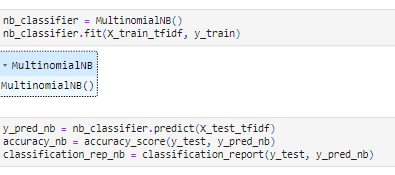 nb_classifier = MultinomialNB()
nb_classifier.fit(X_train_tfidf, y_train)
▾ MultinomialNB
MultinomialNB()
y_pred_nb = nb_classifier.predict(X_test_tfidf)
accuracy_nb = accuracy_score(y_test, y_pred_nb)
classification_rep_nb = classification_report(y_test, y_pred_nb)